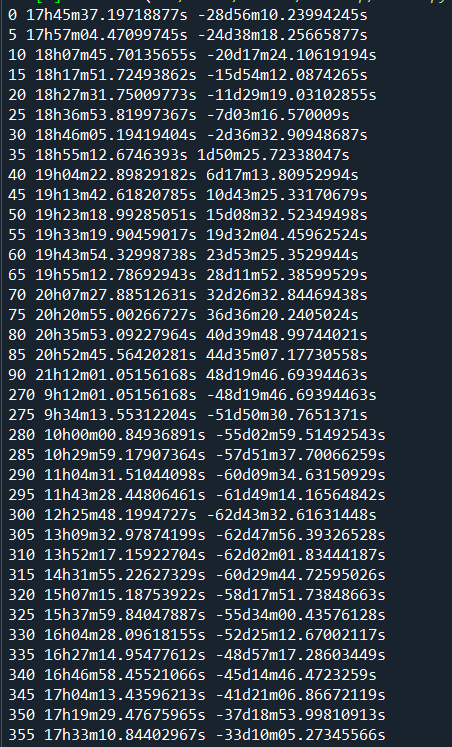 0 17h45m37.19718877s -28d56m10.23994245s
5 17h57m04.47099745s -24d38m18.25665877s
10 18h07m45.70135655s -20d17m24.10619194s
15 18h17m51.72493862s -15d54m12.0874265s
20 18h27m31.75009773s -11d29m19.03102855s
25 18h36m53.81997367s -7d03m16.570009s
30 18h46m05.19419404s -2d36m32.90948687s
35 18h55m12.6746393s 1d50m25.72338047s
40 19h04m22.89829182s 6d17m13.80952994s
45 19h13m42.61820785s 10d43m25.33170679s
50 19h23m18.99285051s 15d08m32.52349498s
55 19h33m19.90459017s 19d32m04.45962524s
60 19h43m54.32998738s 23d53m25.3529944s
65 19h55m12.78692943s 28d11m52.38599529s
70 20h07m27.88512631s 32d26m32.84469438s
75 20h20m55.00266727s 36d36m20.2405024s
80 20h35m53.09227964s 40d39m48.99744021s
85 20h52m45.56420281s 44d35m07.17730558s
90 21h12m01.05156168s 48d19m46.69394463s
270 9h12m01.05156168s -48d19m46.69394463s
275 9h34m13.55312204s -51d50m30.7651371s
280 10h00m00.84936891s -55d02m59.51492543s
285 10h29m59.17907364s -57d51m37.70066259s
290 11h04m31.51044098s -60d09m34.63150929s
295 11h43m28.44806461s -61d49m14.16564842s
300 12h25m48.1994727s -62d43m32.61631448s
305 13h09m32.97874199s -62d47m56.39326528s
310 13h52m17.15922704s -62d02m01.83444187s
315 14h31m55.22627329s -60d29m44.72595026s
320 15h07m15.18753922s -58d17m51.73848663s
325 15h37m59.84047887s -55d34m00.43576128s
330 16h04m28.09618155s -52d25m12.67002117s
335 16h27m14.95477612s -48d57m17.28603449s
340 16h46m58.45521066s -45d14m46.4723259s
345 17h04m13.43596213s -41d21m06.86672119s
350 17h19m29.47675965s -37d18m53.99810913s
355 17h33m10.84402967s -33d10m05.27345566s